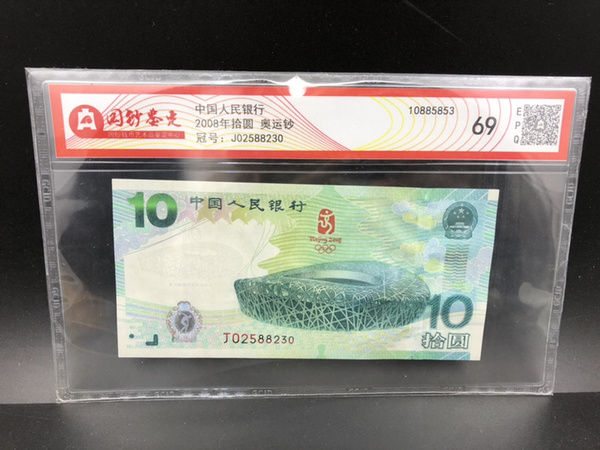 国钞鉴定
中国人民银行
2008年拾圆 奥运钞
冠号: J02588230
10885853
69
EPQ
10
中国人民银行
Beijing 2008
J02588230
10
拾圆